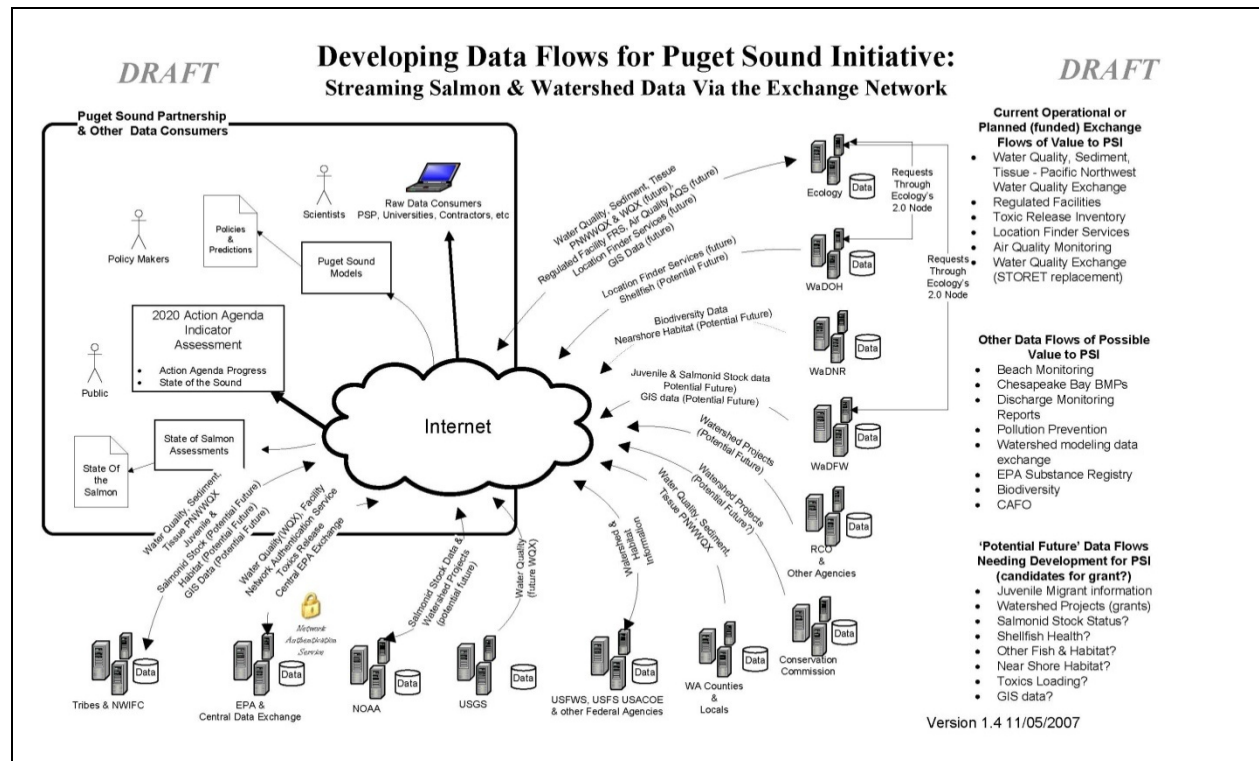 DRAFT
Developing Data Flows for Puget Sound Initiative:
Streaming Salmon & Watershed Data Via the Exchange Network
DRAFT
Puget Sound Partnership
& Other Data Consumers
Policy Makers
Policies
&
Predictions
Scientists
Raw Data Consumers
PSP, Universities, Contractors, etc
Puget Sound
Models
2020 Action Agenda
Indicator
Assessment
• Action Agenda Progress
• State of the Sound
Public
State of Salmon
Assessments
State Of
the
Salmon
Internet
Water Quality, Sediment, Tissue
PNWWQX & WQX (future),
Regulated Facility FRS, Air Quality AQS (future)
Location Finder Services (future)
GIS Data (future)
Location Finder Services (future)
Shellfish (Potential Future)
Biodiversity Data
Nearshore Habitat (Potential Future)
Juvenile & Salmonid Stock data
Potential Future)
GIS data (Potential Future)
Watershed Projects
(Potential Future)
Watershed Projects
(Potential Future?)
Water Quality, Sediment,
Tissue PNWWQX
Watershed &
Habitat
Information
Water Quality
(future WQX)
Salmonid Stock Data &
Watershed Projects
(potential future)
Water Quality(WQX), Facility
Network Authentication Service
Toxics Release
Central EPA Exchange
Water Quality, Sediment,
Tissue PNWWQX
Juvenile &
Salmonid Stock (Potential Future)
Habitat (Potential Future)
GIS Data (Potential Future)
Data
Ecology
Requests
Through
Ecology's
2.0 Node
Data
WaDOH
Requests
Through
Ecology's
2.0 Node
Data
WaDNR
Data
WaDFW
Data
RCO
&
Other Agencies
Data
Conservation
Commission
Data
WA Counties
&
Locals
Data
USFWS, USFS USACOE
& other Federal Agencies
Data
USGS
Data
NOAA
Network
Authentication
Service
Data
EPA &
Central Data Exchange
Data
Tribes & NWIFC
Current Operational or
Planned (funded) Exchange
Flows of Value to PSI
• Water Quality, Sediment,
Tissue - Pacific Northwest
Water Quality Exchange
• Regulated Facilities
• Toxic Release Inventory
• Location Finder Services
• Air Quality Monitoring
• Water Quality Exchange
(STORET replacement)
Other Data Flows of Possible
Value to PSI
• Beach Monitoring
• Chesapeake Bay BMPs
• Discharge Monitoring
Reports
• Pollution Prevention
• Watershed modeling data
exchange
• EPA Substance Registry
• Biodiversity
• CAFO
‘Potential Future’ Data Flows
Needing Development for PSI
(candidates for grant?)
• Juvenile Migrant information
• Watershed Projects (grants)
• Salmonid Stock Status?
• Shellfish Health?
• Other Fish & Habitat?
• Near Shore Habitat?
• Toxics Loading?
• GIS data?
Version 1.4 11/05/2007